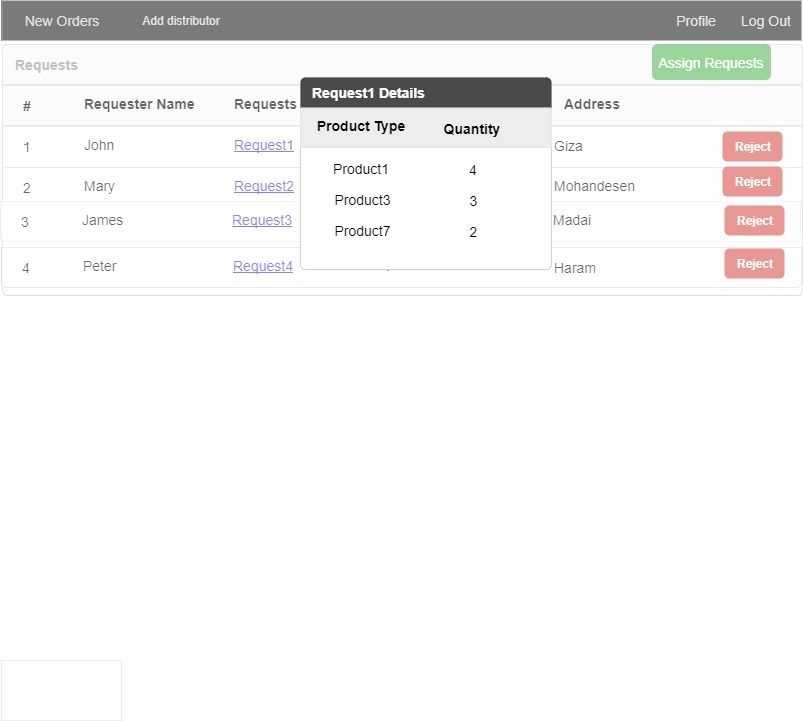 New Orders Add distributor Profile Log Out
Requests Assign Requests
Request1 Details
# Requester Name Requests Address
Product Type Quantity
1 John Request1 Giza Reject
Product1 4
2 Mary Request2 Mohandesen Reject
Product3 3
3 James Request3 Madai Reject
Product7 2
4 Peter Request4 Haram Reject